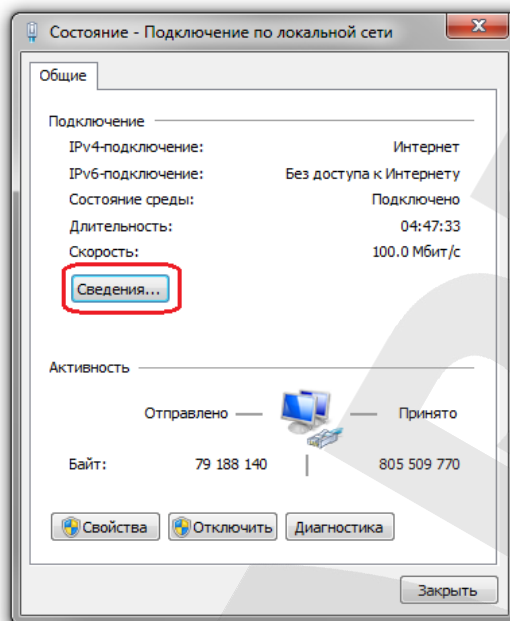 Состояние - Подключение по локальной сети
Общие
Подключение
IPv4-подключение: Интернет
IPv6-подключение: Без доступа к Интернету
Состояние среды: Подключено
Длительность: 04:47:33
Скорость: 100.0 Мбит/с
Сведения...
Активность
Отправлено Принято
Байт: 79 188 140 805 509 770
Свойства Отключить Диагностика
Закрыть